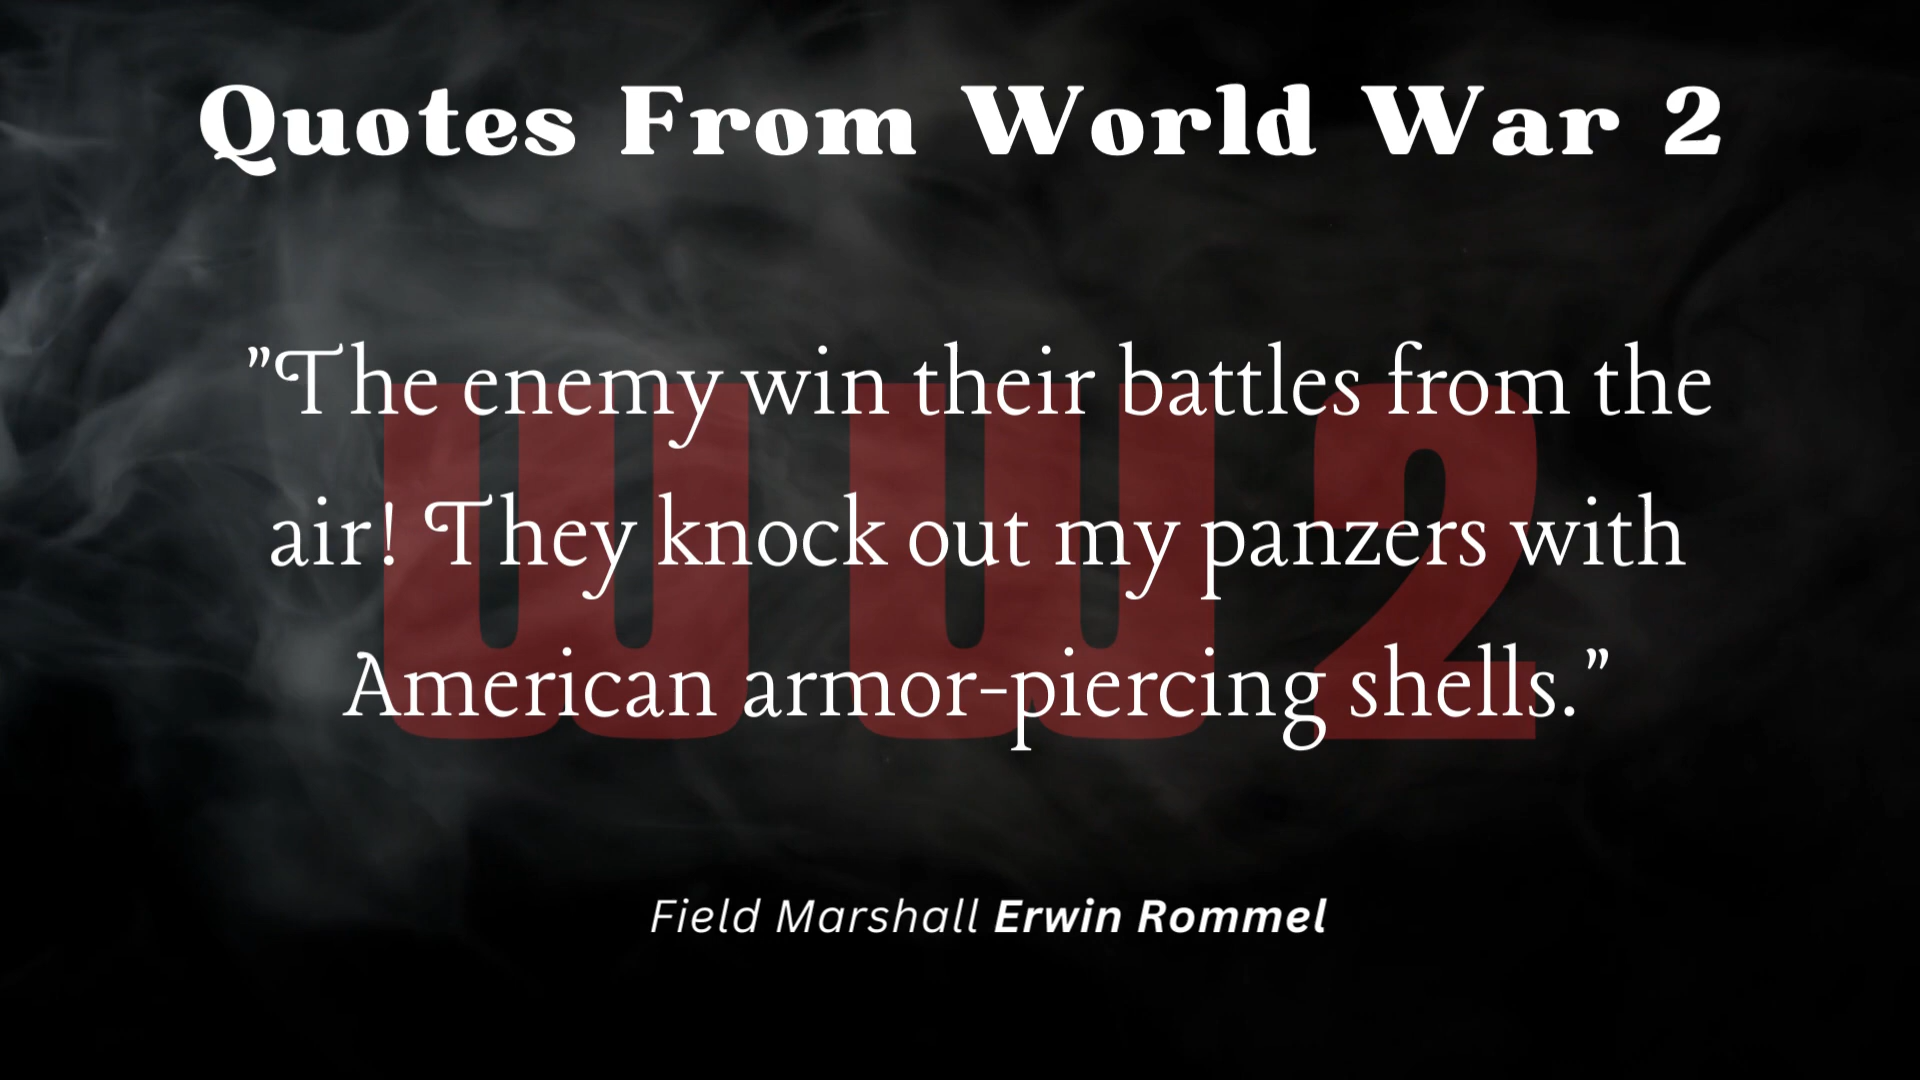 Quotes From World War 2
WW2
"The enemy win their battles from the
air! They knock out my panzers with
American armor-piercing shells."
Field Marshall Erwin Rommel